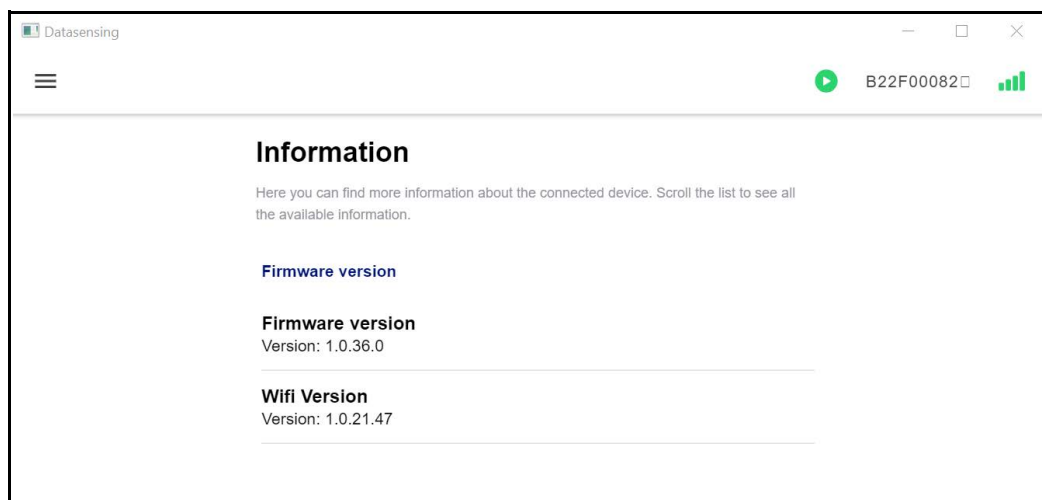 Datasensing
B22F00082□
Information
Here you can find more information about the connected device. Scroll the list to see all
the available information.
Firmware version
Firmware version
Version: 1.0.36.0
Wifi Version
Version: 1.0.21.47